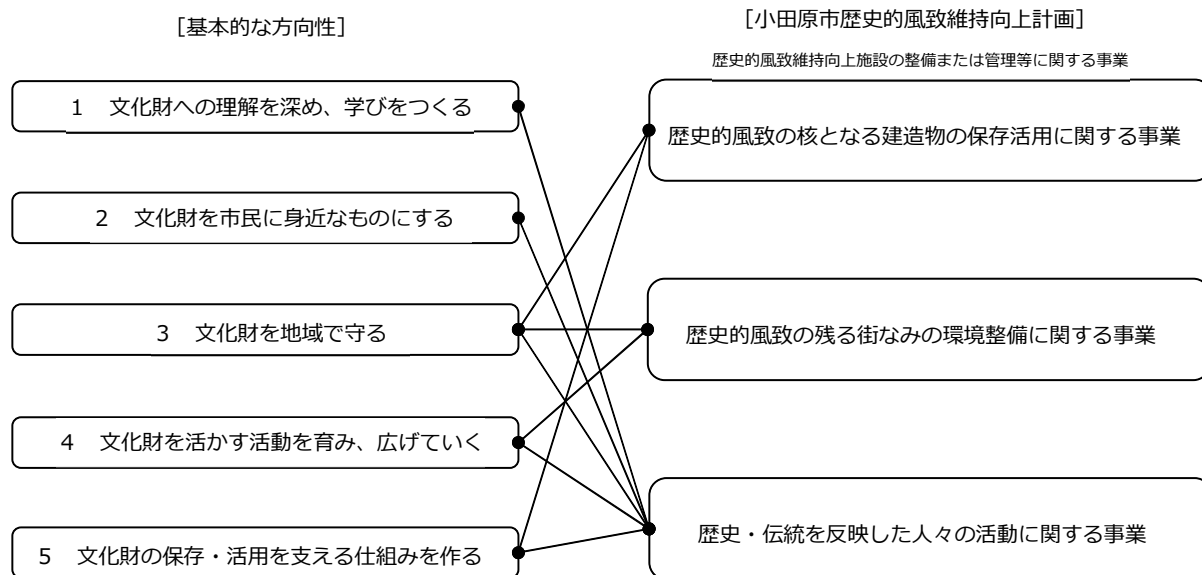 [基本的な方向性]
1 文化財への理解を深め、学びをつくる
2 文化財を市民に身近なものにする
3 文化財を地域で守る
4 文化財を活かす活動を育み、広げていく
5 文化財の保存・活用を支える仕組みを作る
[小田原市歴史的風致維持向上計画]
歴史的風致維持向上施設の整備または管理等に関する事業
歴史的風致の核となる建造物の保存活用に関する事業
歴史的風致の残る街なみの環境整備に関する事業
歴史・伝統を反映した人々の活動に関する事業